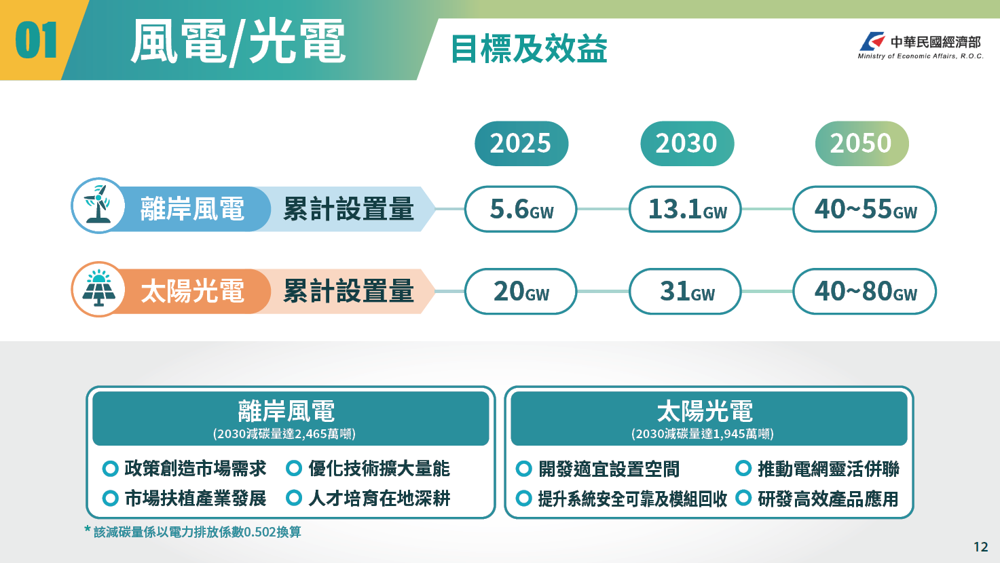 01
風電/光電
目標及效益
中華民國經濟部
Ministry of Economic Affairs, R.O.C.
2025 2030 2050
離岸風電 累計設置量 5.6GW 13.1GW 40~55GW
太陽光電 累計設置量 20GW 31GW 40~80GW
離岸風電
(2030減碳量達2,465萬噸)
政策創造市場需求 優化技術擴大量能
市場扶植產業發展 人才培育在地深耕
太陽光電
(2030減碳量達1,945萬噸)
開發適宜設置空間 推動電網靈活併聯
提升系統安全可靠及模組回收 研發高效產品應用
* 該減碳量係以電力排放係數0.502換算
12